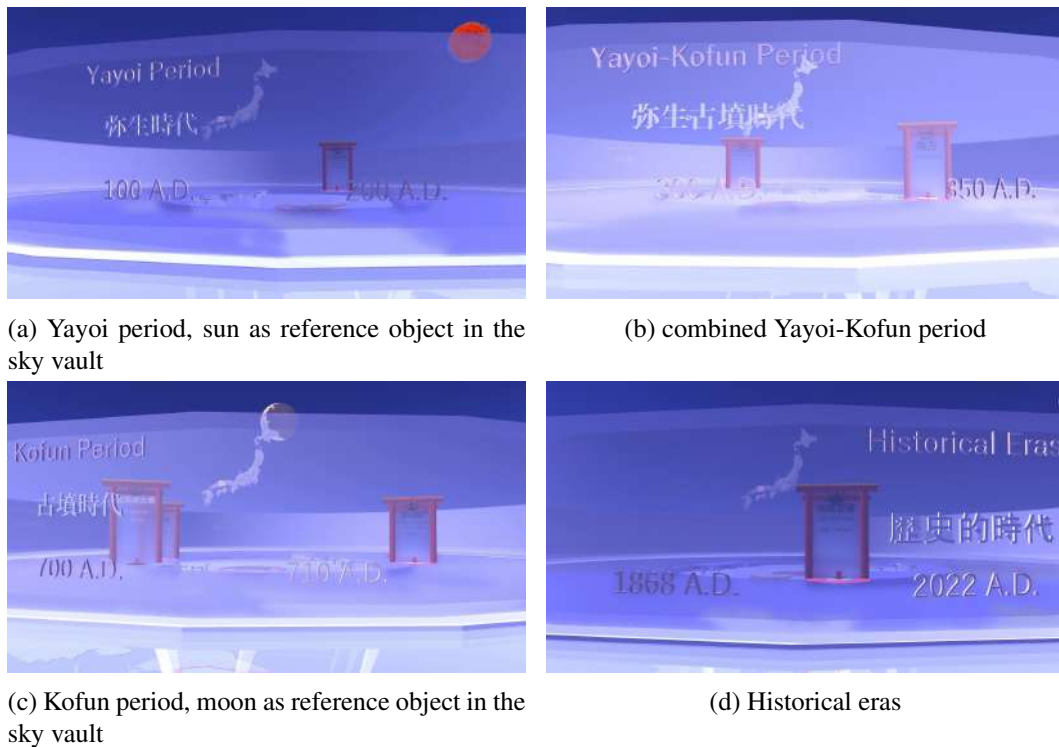 Yayoi Period
弥生時代
100 A.D.
200 A.D.
Yayoi-Kofun Period
弥生古墳時代
300 A.D.
350 A.D.
(a) Yayoi period, sun as reference object in the
sky vault
(b) combined Yayoi-Kofun period
Kofun Period
古墳時代
700 A.D.
710 A.D.
Historical Eras
歴史的時代
1868 A.D.
2022 A.D.
(c) Kofun period, moon as reference object in the
sky vault
(d) Historical eras